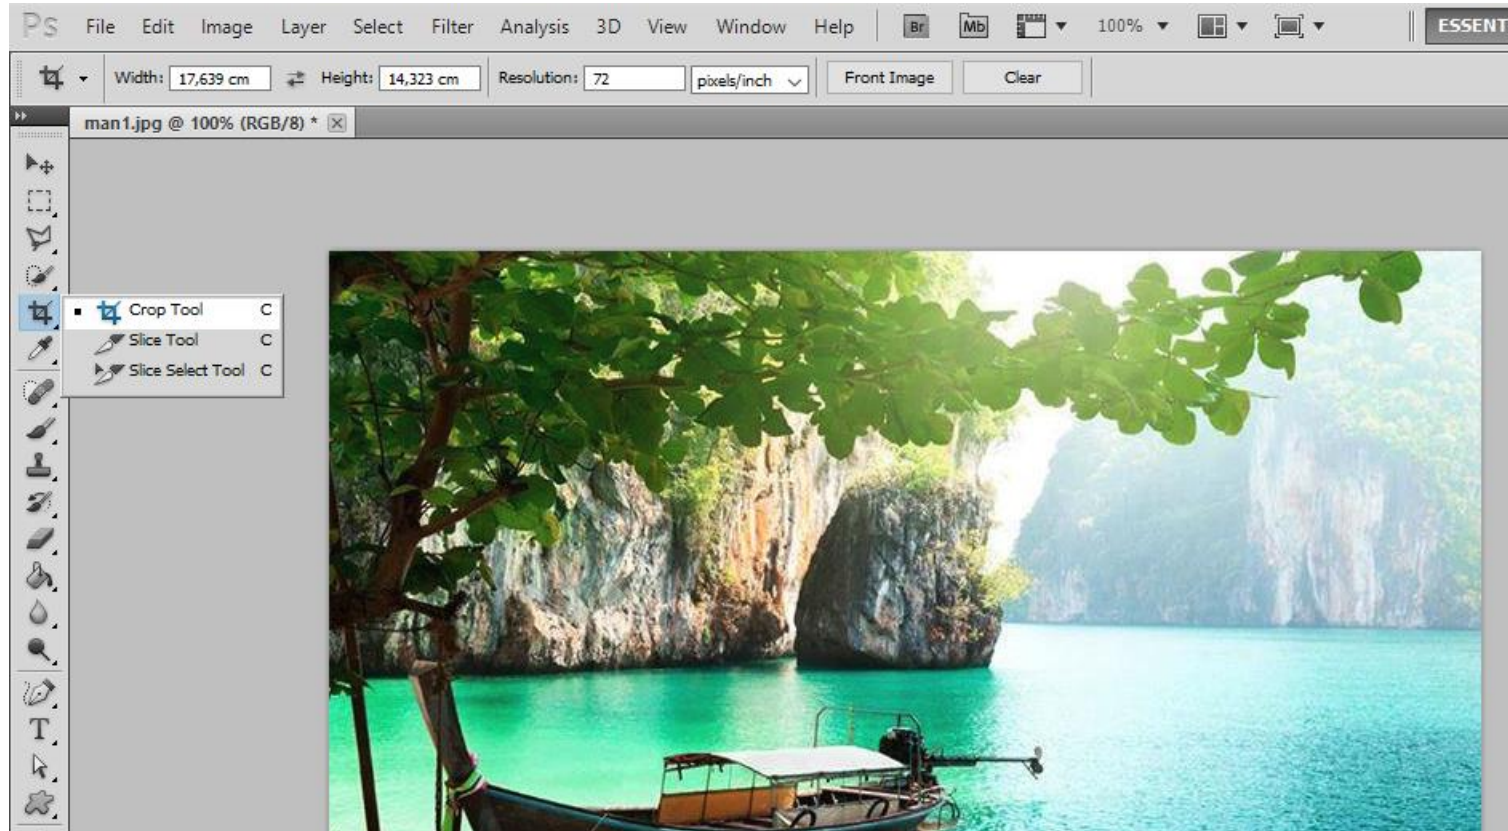 Ps File Edit Image Layer Select Filter Analysis 3D View Window Help Br Mb 100% ESSENT
Width: 17,639 cm Height: 14,323 cm Resolution: 72 pixels/inch Front Image Clear
man1.jpg @ 100% (RGB/8) *
Crop Tool C
Slice Tool C
Slice Select Tool C
T